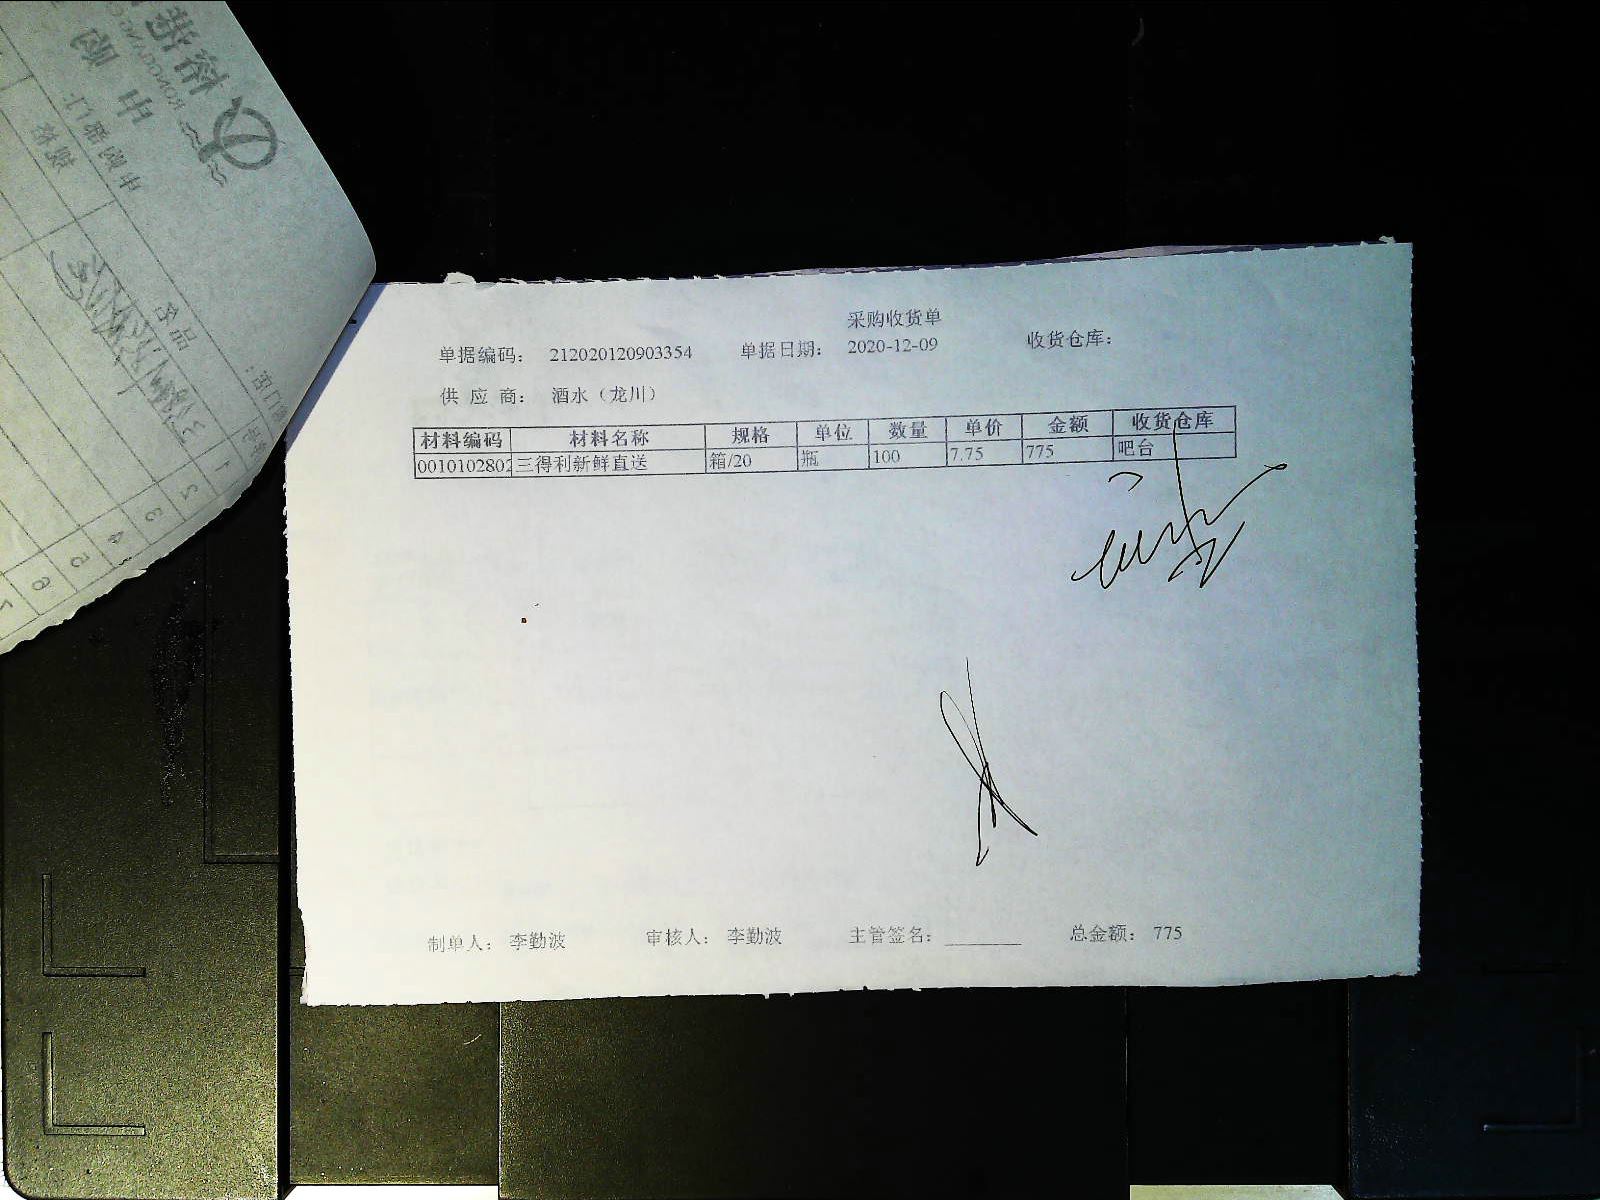 采购收货单
单据编码： 212020120903354 单据日期： 2020-12-09 收货仓库：
供 应 商： 酒水（龙川）
材料编码 材料名称 规格 单位 数量 单价 金额 收货仓库
0010102802 三得利新鲜直送 箱/20 瓶 100 7.75 775 吧台
制单人： 李勤波 审核人： 李勤波 主管签名：________ 总金额： 775